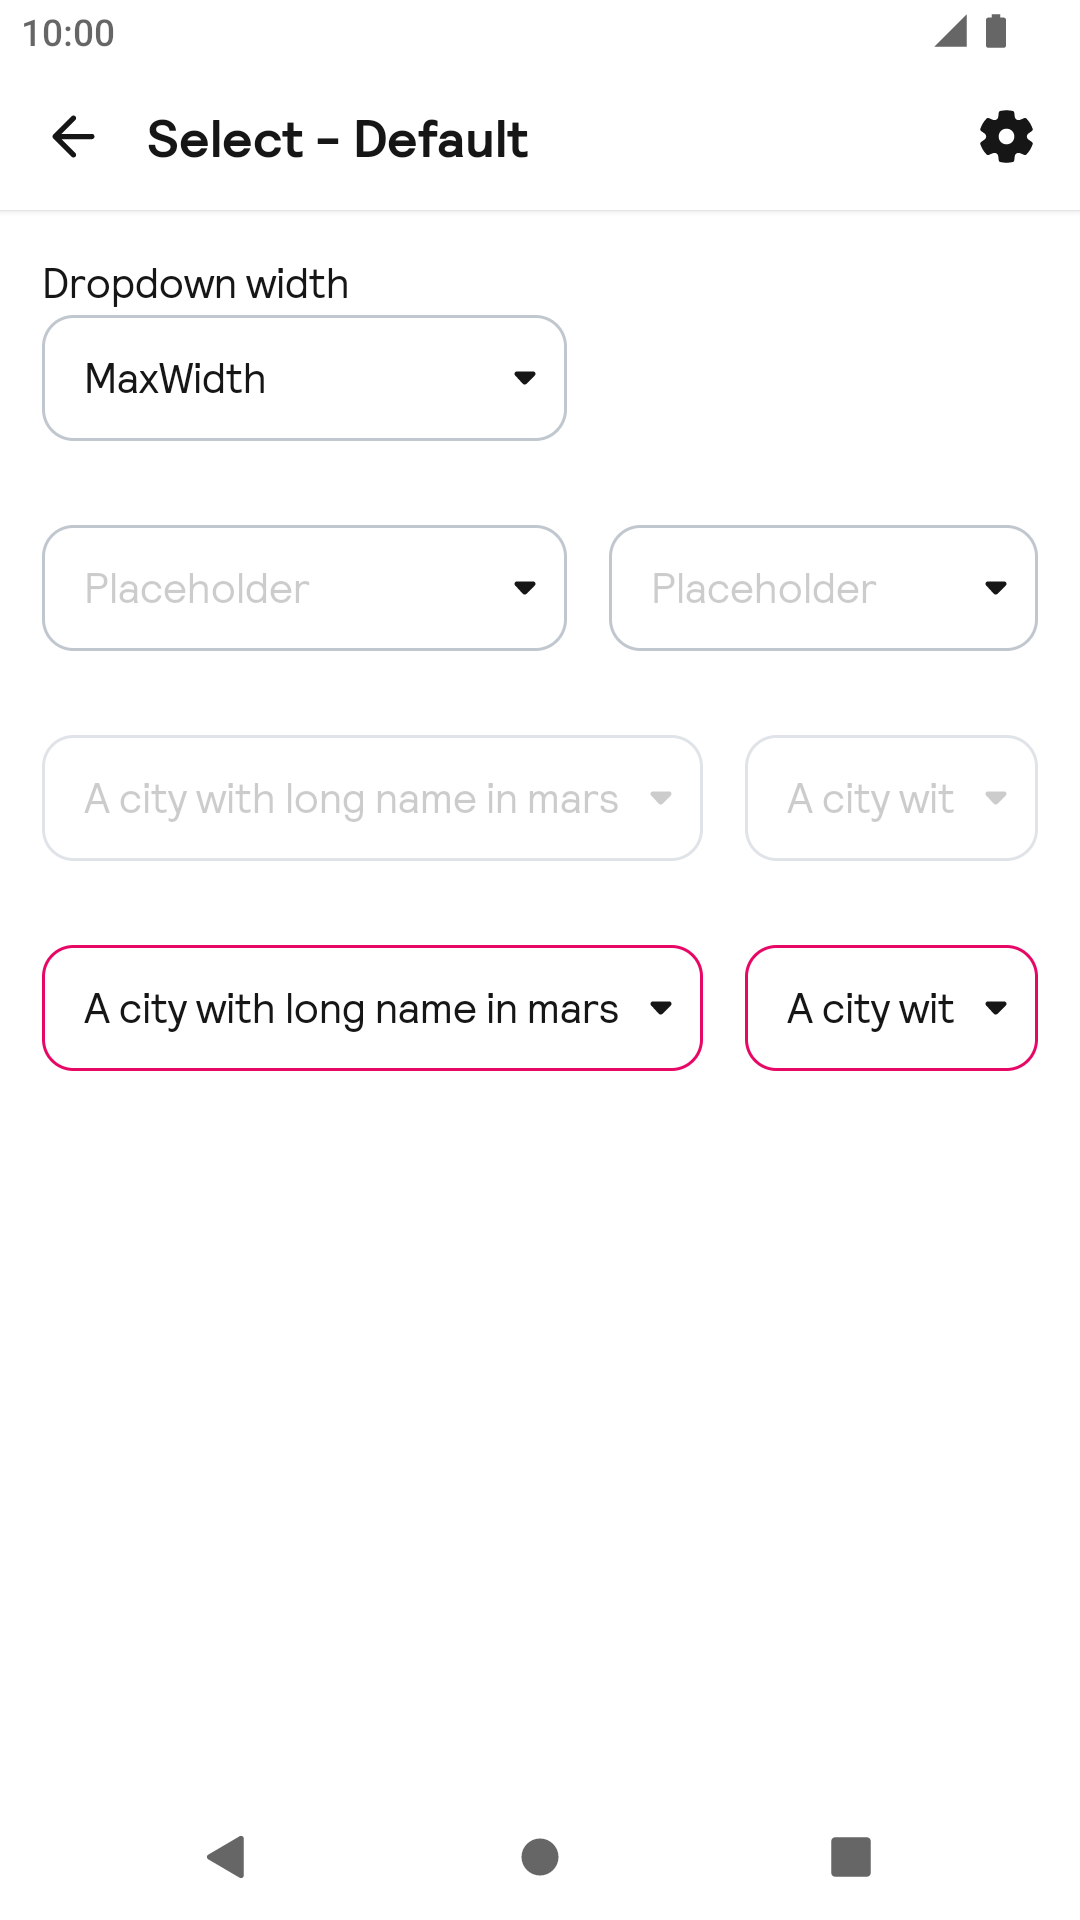 10:00
Select - Default
Dropdown width
MaxWidth
Placeholder Placeholder
A city with long name in mars A city wit
A city with long name in mars A city wit